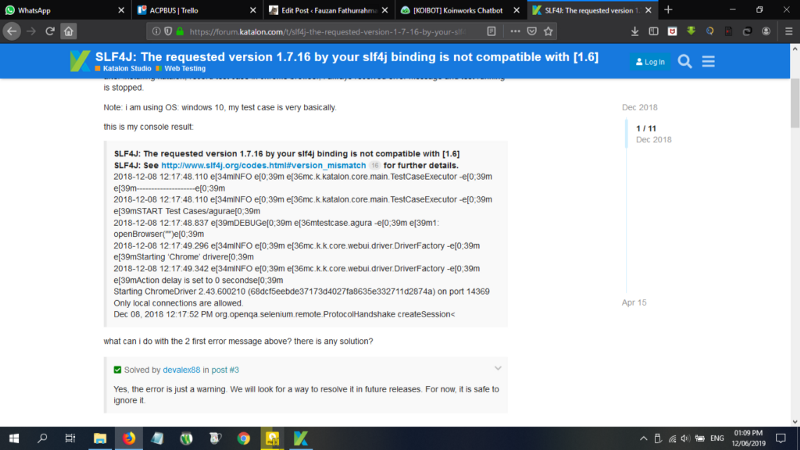 WhatsApp
ACPBUS | Trello
Edit Post ‹ Fauzan Fathurrahma
[KOIBOT] Koinworks Chatbot
SLF4J: The requested version 1.
https://forum.katalon.com/t/slf4j-the-requested-version-1-7-16-by-your-slf4
SLF4J: The requested version 1.7.16 by your slf4j binding is not compatible with [1.6]
Katalon Studio Web Testing
Log In
is stopped.
Note: i am using OS: windows 10, my test case is very basically.
this is my console result:
SLF4J: The requested version 1.7.16 by your slf4j binding is not compatible with [1.6]
SLF4J: See http://www.slf4j.org/codes.html#version_mismatch 16 for further details.
2018-12-08 12:17:48.110 e[34mINFO e[0;39m e[36mc.k.katalon.core.main.TestCaseExecutor -e[0;39m
e[39m--------------------e[0;39m
2018-12-08 12:17:48.110 e[34mINFO e[0;39m e[36mc.k.katalon.core.main.TestCaseExecutor -e[0;39m
e[39mSTART Test Cases/agurae[0;39m
2018-12-08 12:17:48.837 e[39mDEBUGe[0;39m e[36mtestcase.agura -e[0;39m e[39m1:
openBrowser("")e[0;39m
2018-12-08 12:17:49.296 e[34mINFO e[0;39m e[36mc.k.k.core.webui.driver.DriverFactory -e[0;39m
e[39mStarting 'Chrome' drivere[0;39m
2018-12-08 12:17:49.342 e[34mINFO e[0;39m e[36mc.k.k.core.webui.driver.DriverFactory -e[0;39m
e[39mAction delay is set to 0 secondse[0;39m
Starting ChromeDriver 2.43.600210 (68dcf5eebde37173d4027fa8635e332711d2874a) on port 14369
Only local connections are allowed.
Dec 08, 2018 12:17:52 PM org.openqa.selenium.remote.ProtocolHandshake createSession<
what can i do with the 2 first error message above? there is any solution?
Solved by devalex88 in post #3
Yes, the error is just a warning. We will look for a way to resolve it in future releases. For now, it is safe to
ignore it.
Dec 2018
1 / 11
Dec 2018
Apr 15
ENG
01:09 PM
12/06/2019